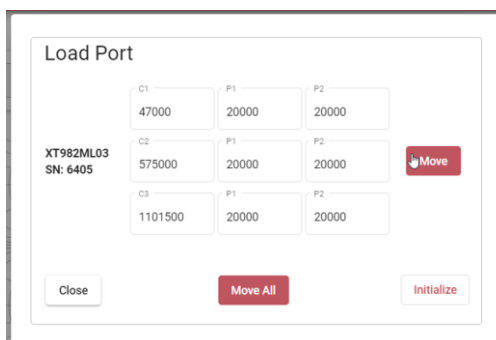 Load Port
C1 P1 P2
47000 20000 20000
C2 P1 P2
XT982ML03
575000 20000 20000
Move
SN: 6405
C3 P1 P2
1101500 20000 20000
Close Move All Initialize